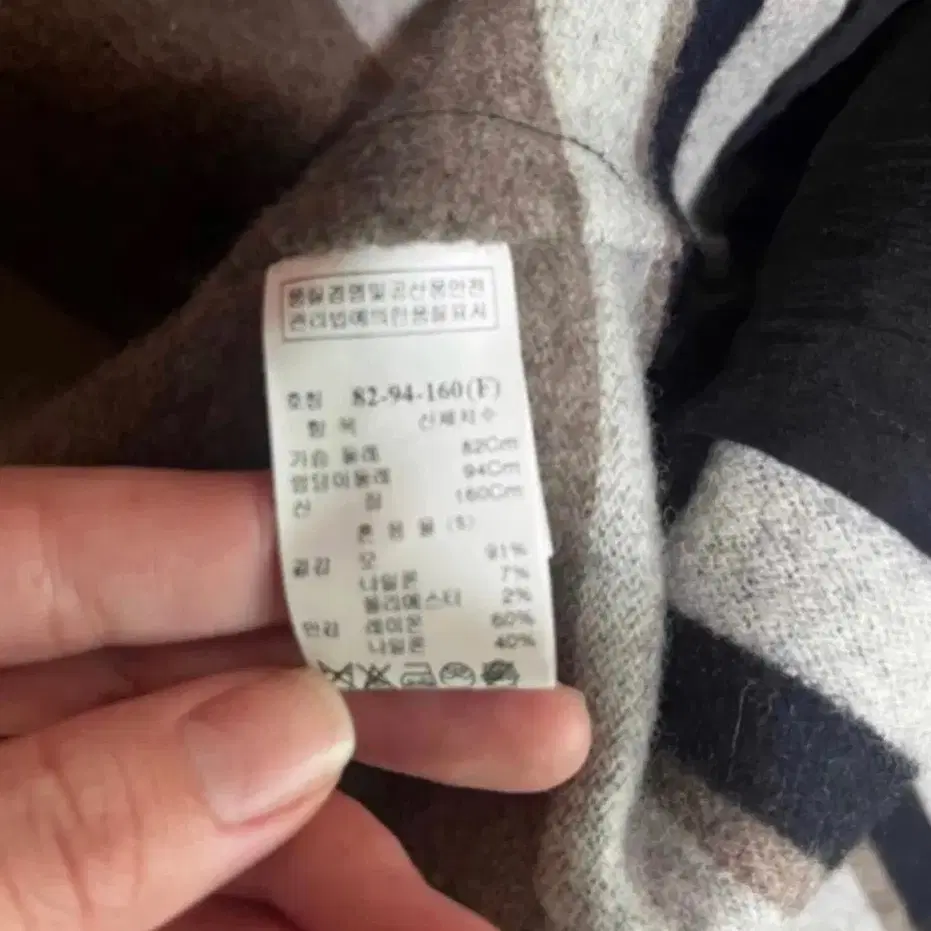 품질경영및공산품안전
관리법에의한품질표시
호칭 82-94-160(F)
항 목 신체치수
가슴 둘레 82Cm
엉덩이둘레 94Cm
신 장 160Cm
혼 용 율 (%)
겉감 모 91%
나일론 7%
폴리에스터 2%
안감 레이온 60%
나일론 40%